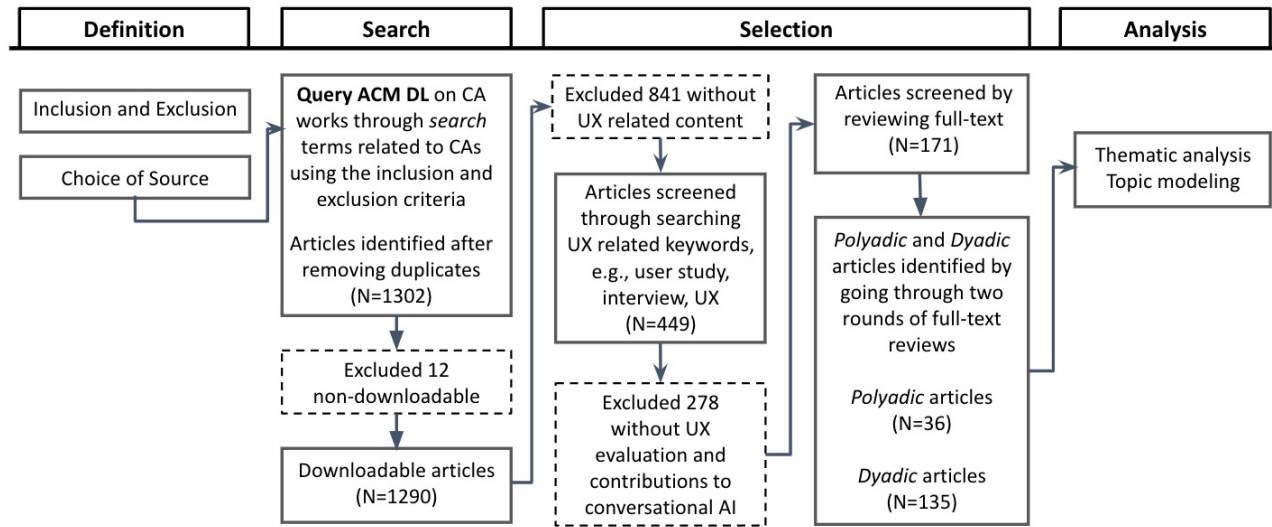 Definition
Search
Selection
Analysis
Inclusion and Exclusion
Choice of Source
Query ACM DL on CA
works through search
terms related to CAs
using the inclusion and
exclusion criteria
Articles identified after
removing duplicates
(N=1302)
Excluded 12
non-downloadable
Downloadable articles
(N=1290)
Excluded 841 without
UX related content
Articles screened
through searching
UX related keywords,
e.g., user study,
interview, UX
(N=449)
Excluded 278
without UX
evaluation and
contributions to
conversational AI
Articles screened by
reviewing full-text
(N=171)
Polyadic and Dyadic
articles identified by
going through two
rounds of full-text
reviews
Polyadic articles
(N=36)
Dyadic articles
(N=135)
Thematic analysis
Topic modeling